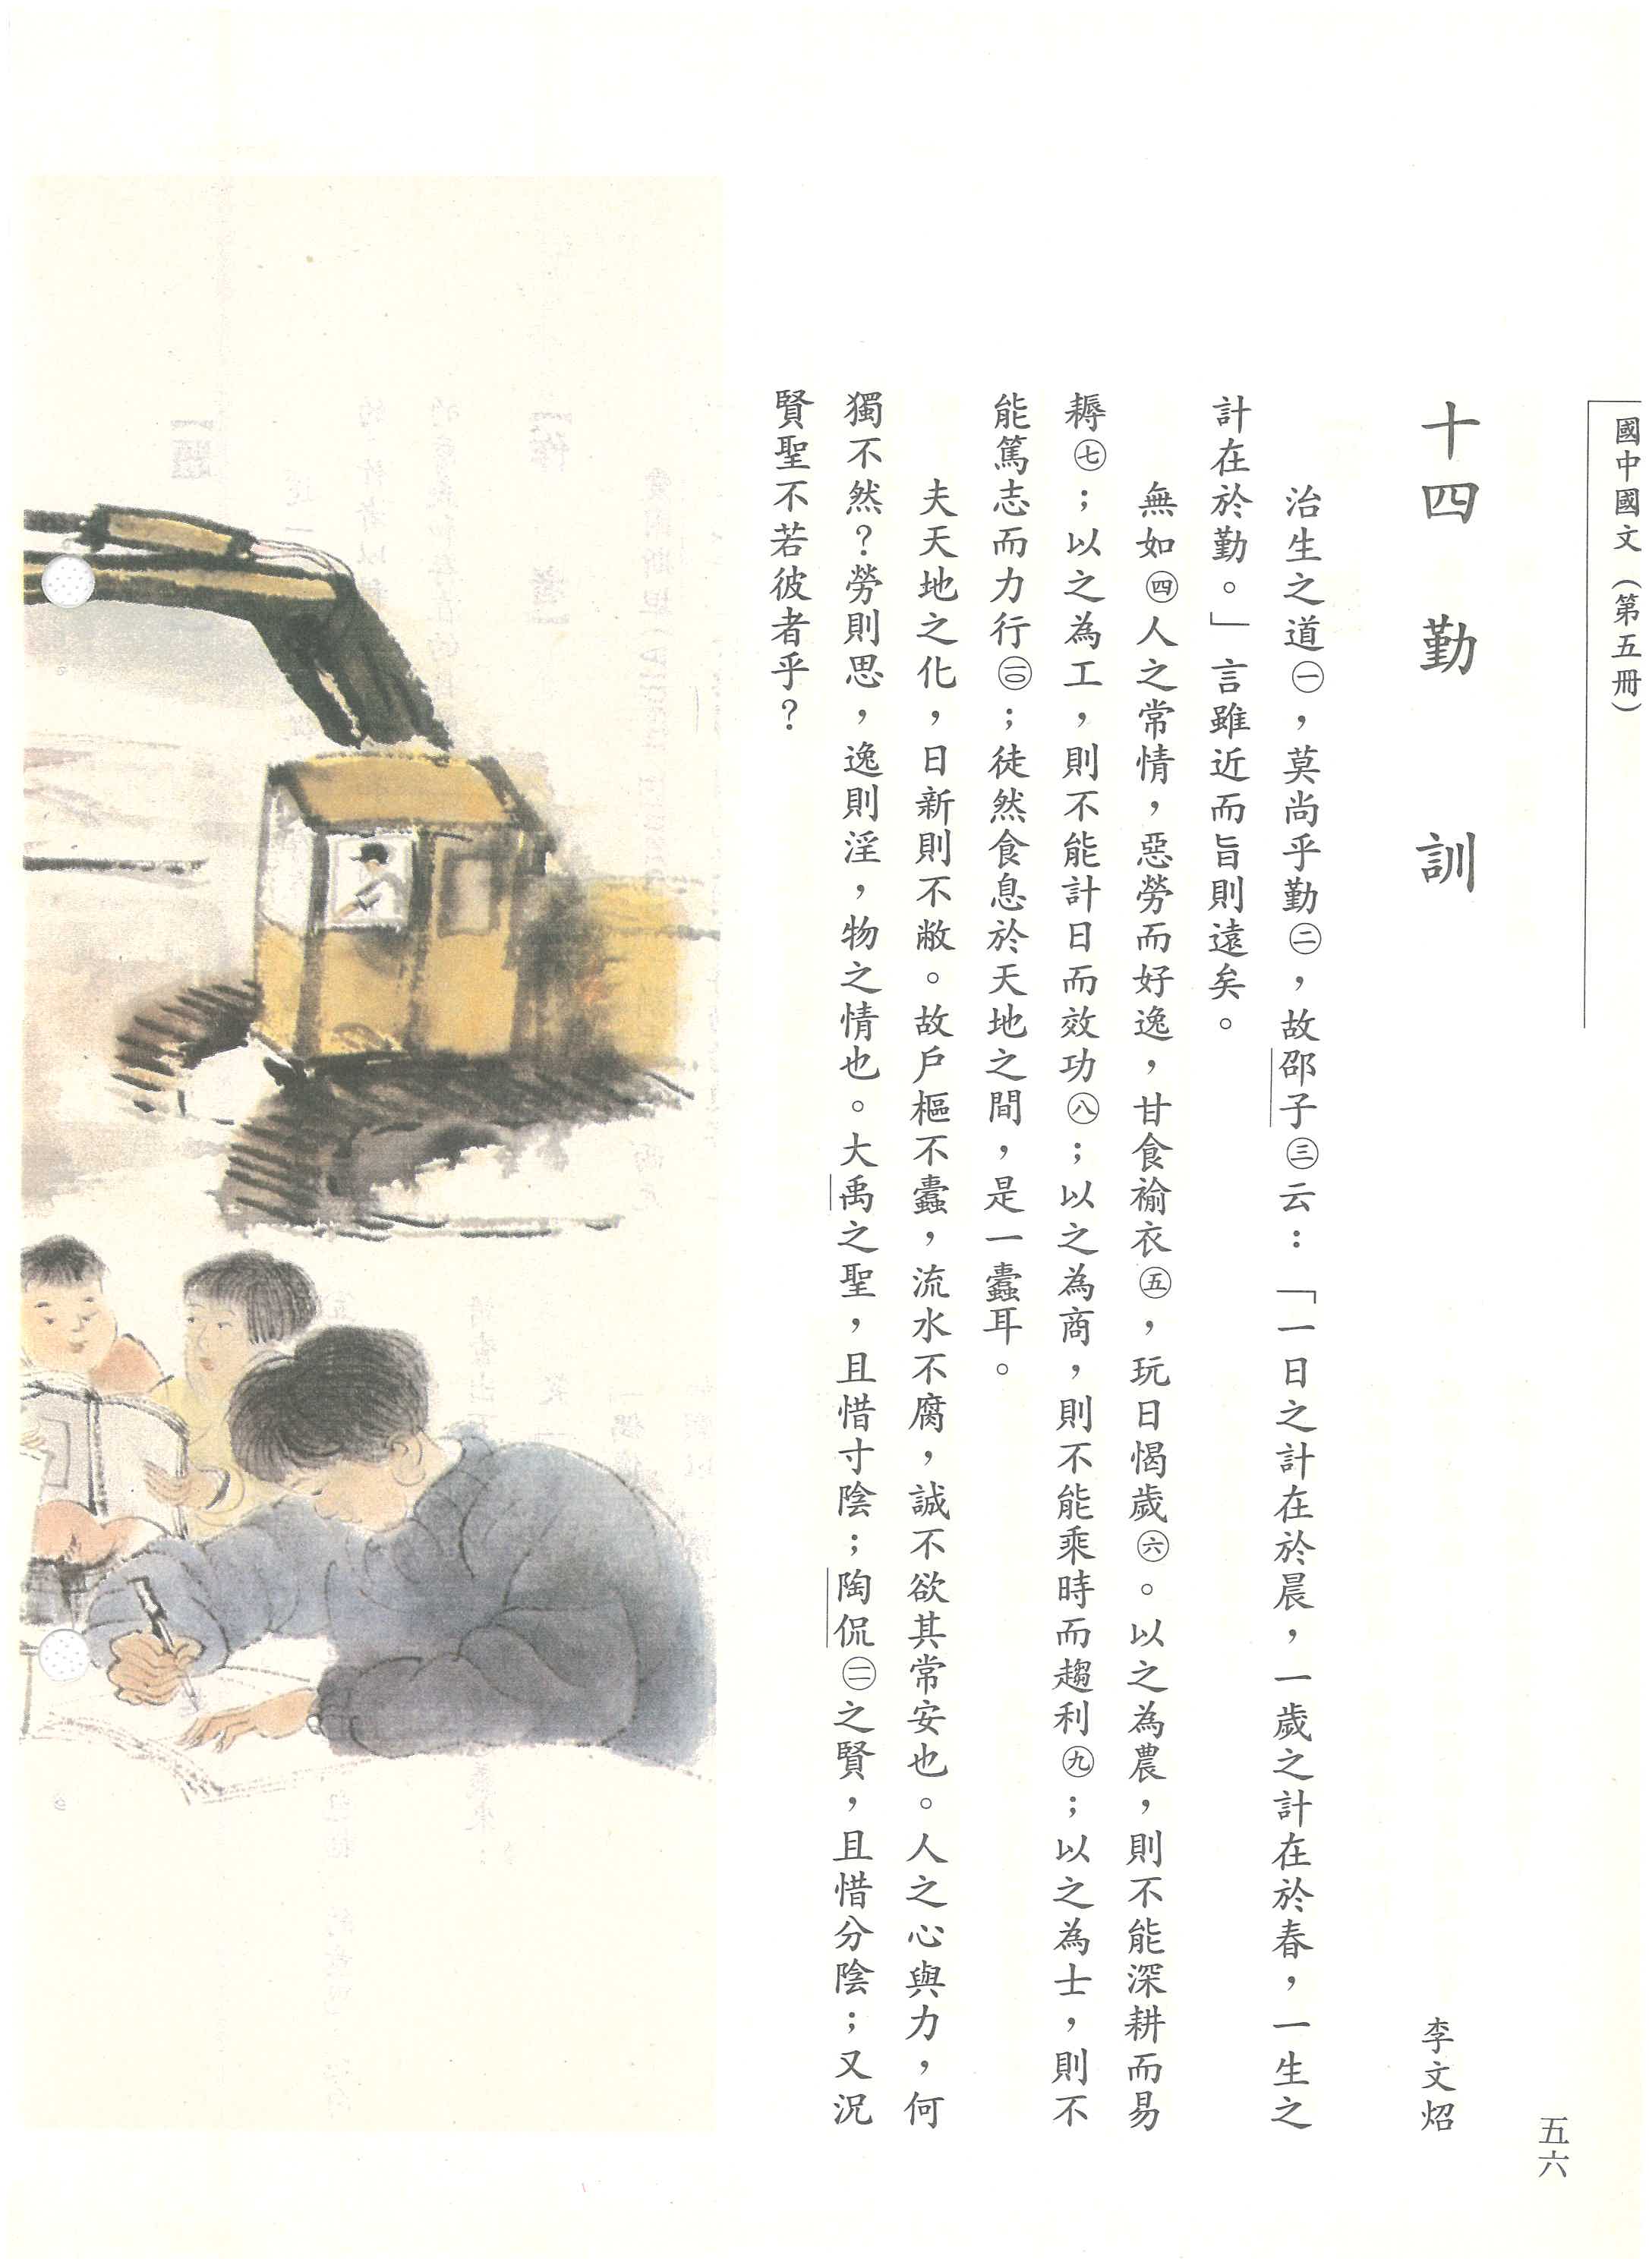 國中國文（第五冊）
十四 勤訓
李文炤
治生之道㊀，莫尚乎勤㊁，故邵子㊂云：「一日之計在於晨，一歲之計在於春，一生之
計在於勤。」言雖近而旨則遠矣。
無如㊃人之常情，惡勞而好逸，甘食褕衣㊄，玩日愒歲㊅。以之為農，則不能深耕而易
耨㊆；以之為工，則不能計日而效功㊇；以之為商，則不能乘時而趨利㊈；以之為士，則不
能篤志而力行㊉；徒然食息於天地之間，是一蠹耳。
夫天地之化，日新則不敝。故戶樞不蠹，流水不腐，誠不欲其常安也。人之心與力，何
獨不然？勞則思，逸則淫，物之情也。大禹之聖，且惜寸陰；陶侃㊀㊀之賢，且惜分陰；又況
賢聖不若彼者乎？
五六